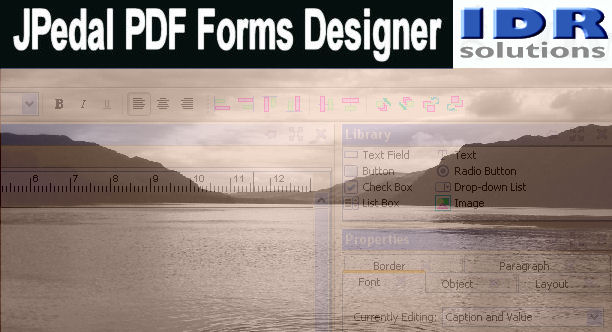 JPedal PDF Forms Designer
IDR
solutions
B I U
Library
Text Field Text
Button Radio Button
Check Box Drop-down List
List Box Image
6 7 8 9 10 11 12
Properties
Border Paragraph
Font Object Layout
Currently Editing: Caption and Value